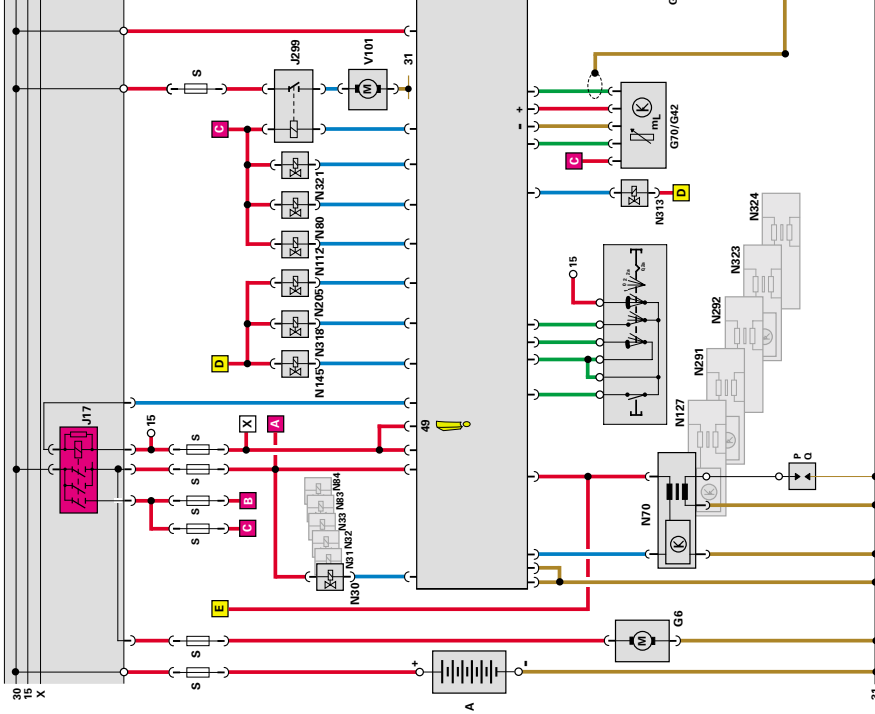 G
S
J299
V101
31
C
N321
N80
N112
N205
N318
N145
D
+
-
C
K
mL
G70/G42
N313
D
15
N324
N323
N292
N291
N127
K
K
J17
15
S
X
A
49
S
S
B
S
C
N84
N83
N33
N32
N31
N30
E
N70
K
K
P
Q
S
M
G6
S
+
-
A
30
15
X
31
M